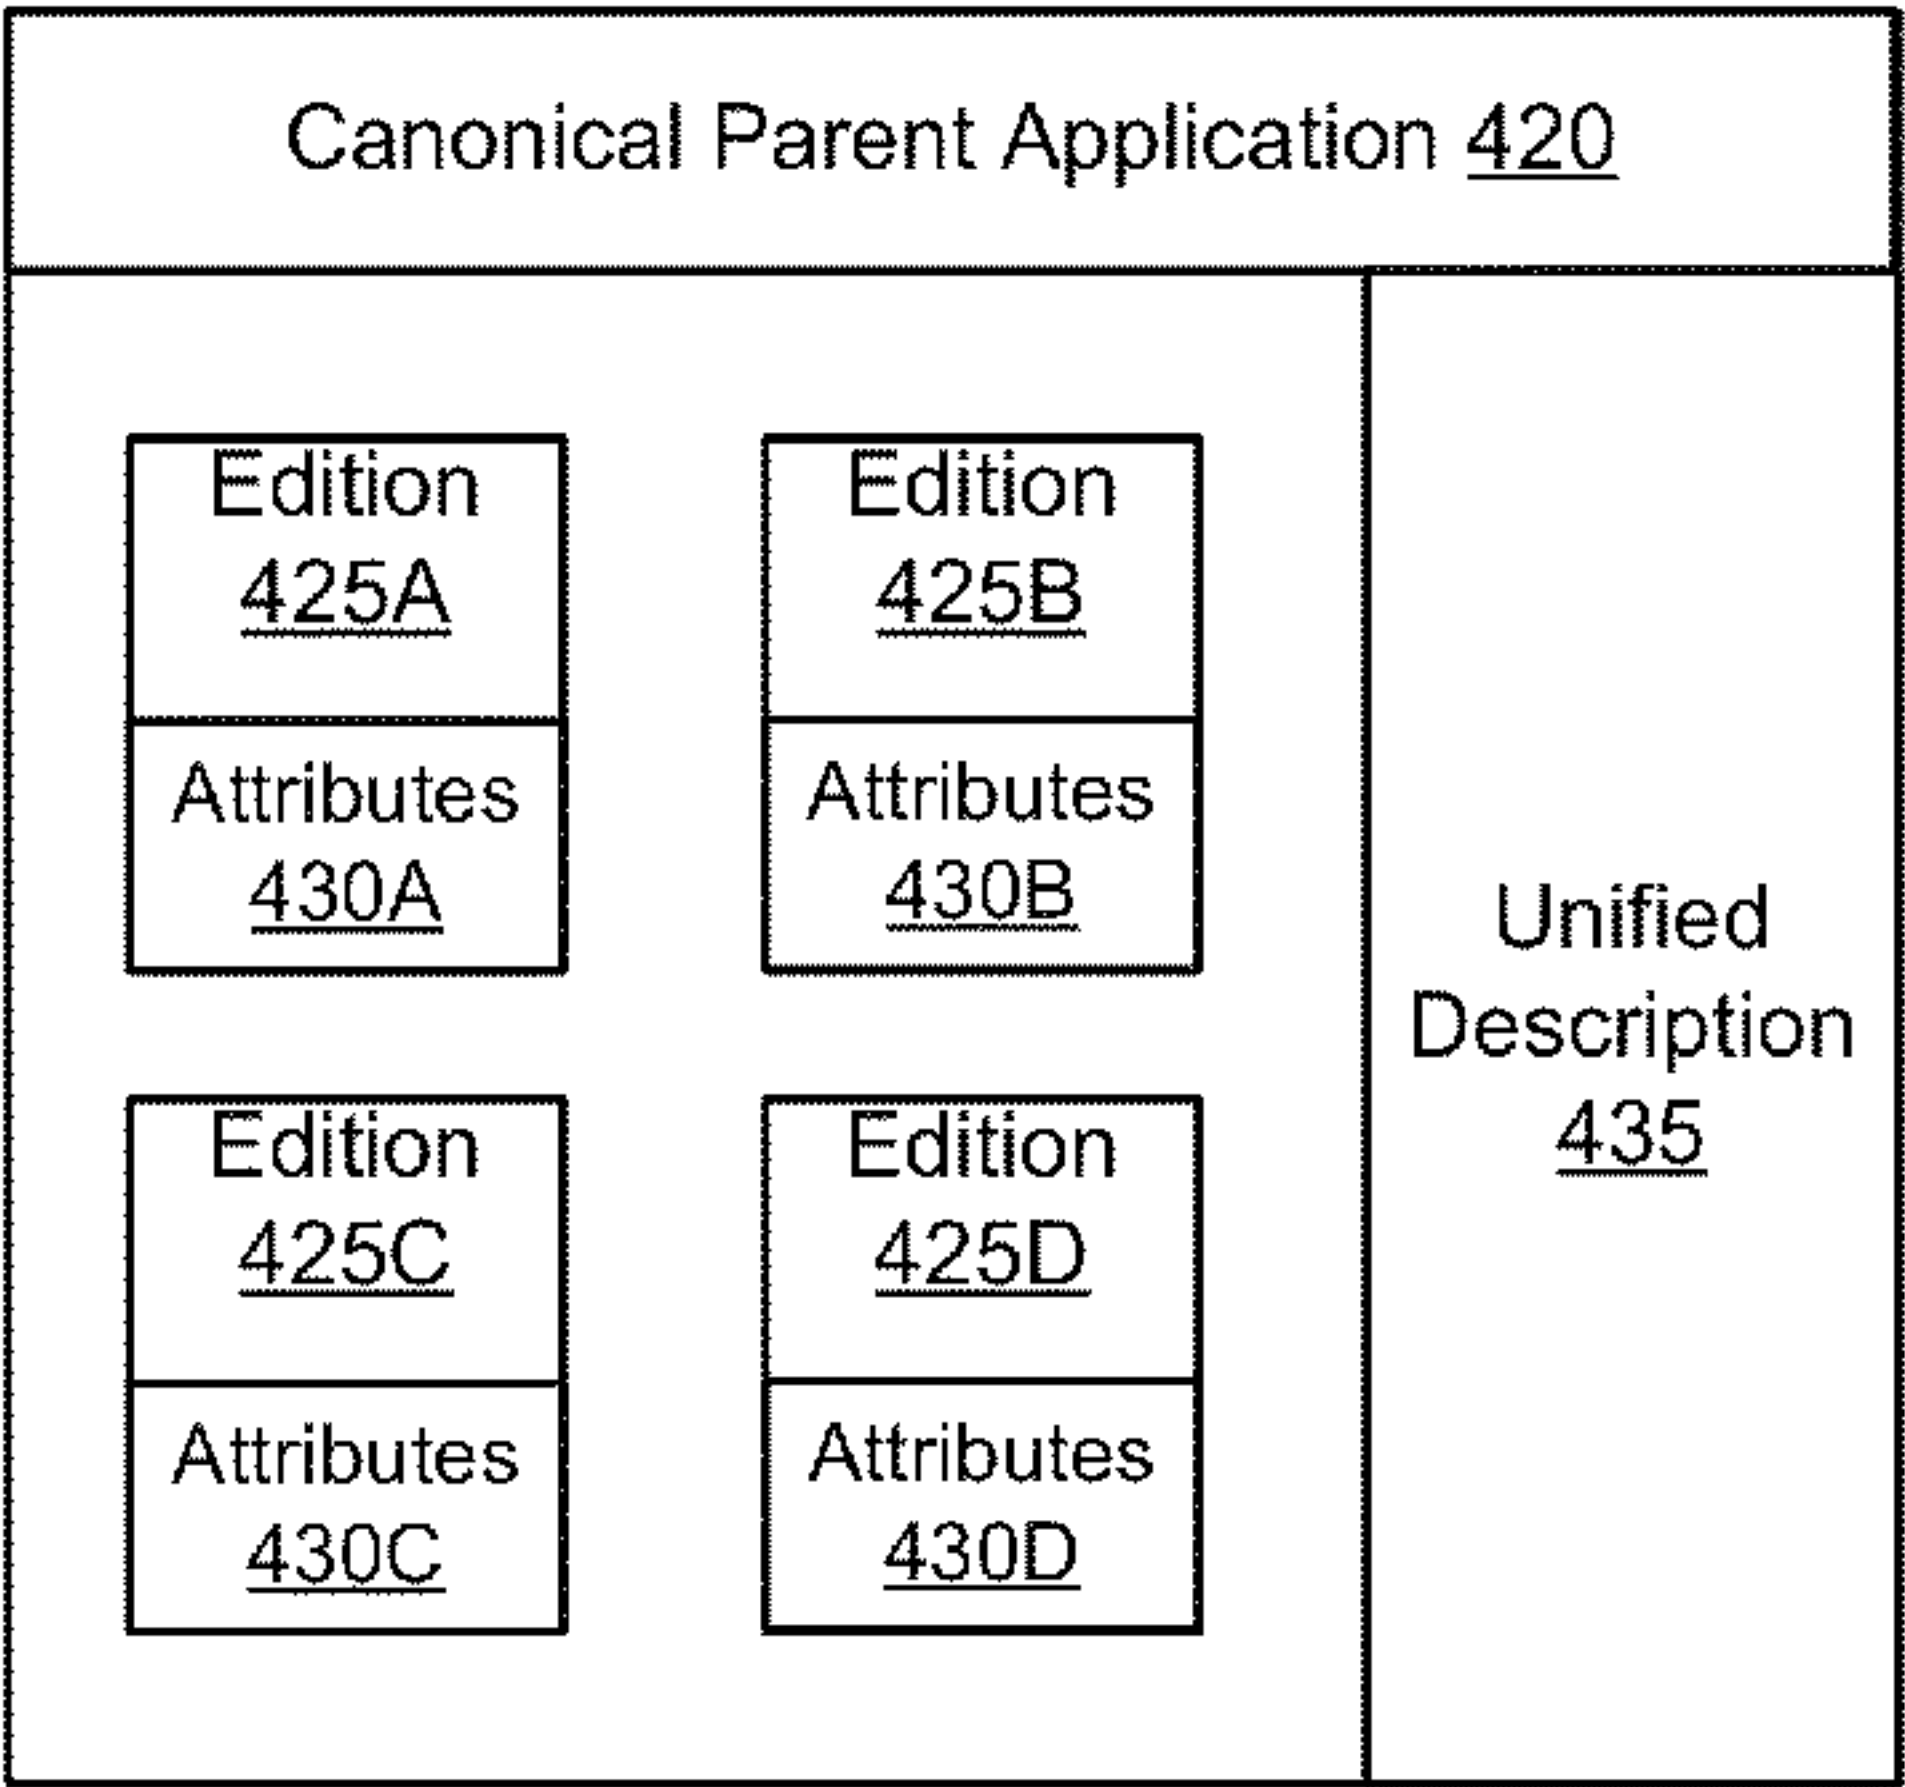 Canonical Parent Application 420
Edition
425A
Attributes
430A
Edition
425B
Attributes
430B
Edition
425C
Attributes
430C
Edition
425D
Attributes
430D
Unified
Description
435